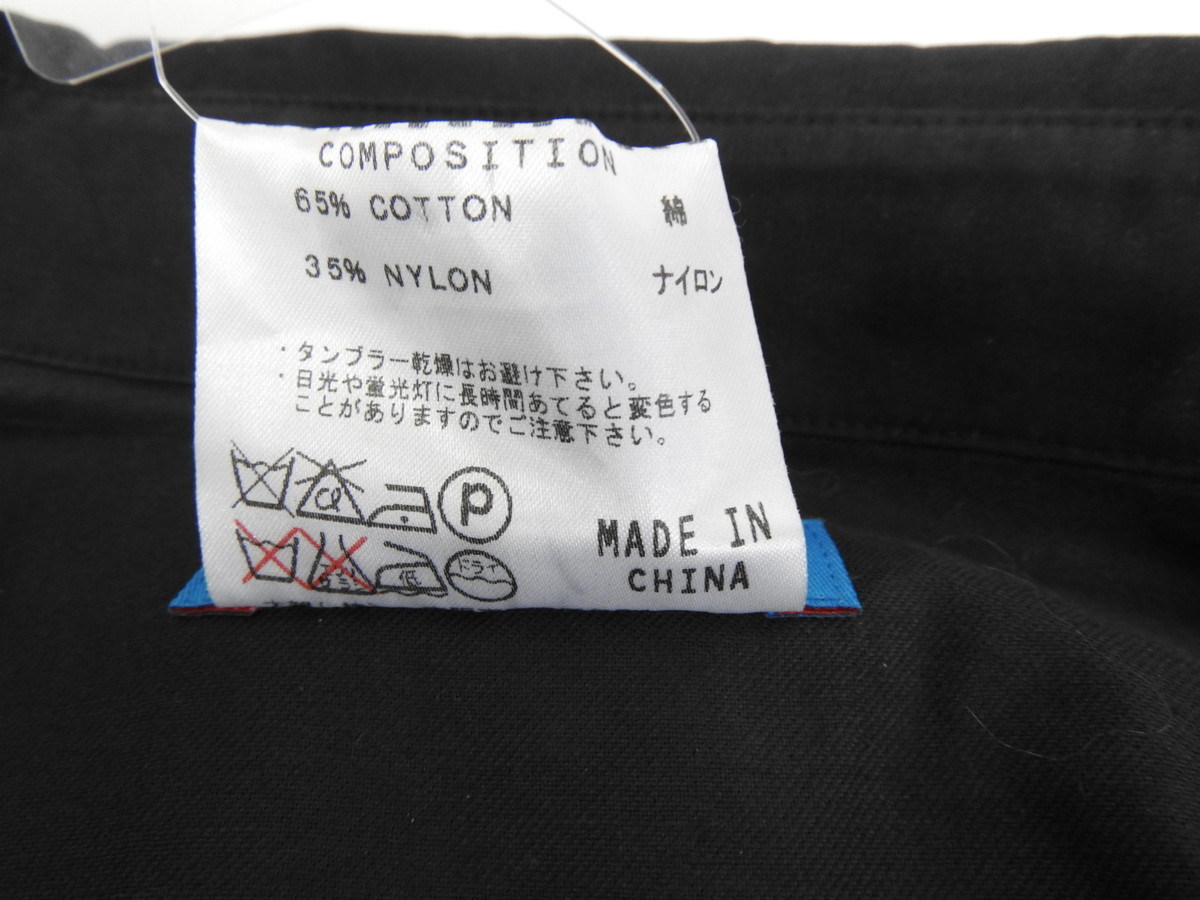 COMPOSITION
65% COTTON 綿
35% NYLON ナイロン
・タンブラー乾燥はお避け下さい。
・日光や蛍光灯に長時間あてると変色する
ことがありますのでご注意下さい。
P
低
ドライ
MADE IN
CHINA